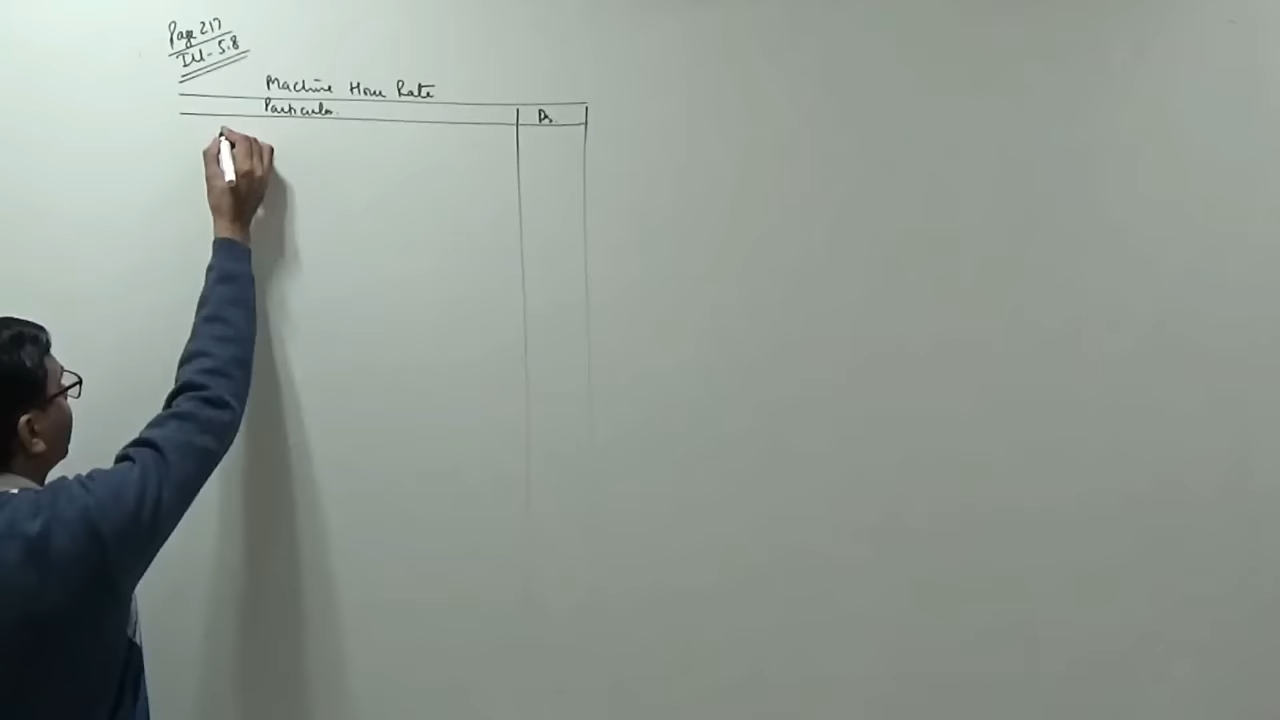 Page 217
Ill - 5.8
Machine Hour Rate
Particulars
Rs.